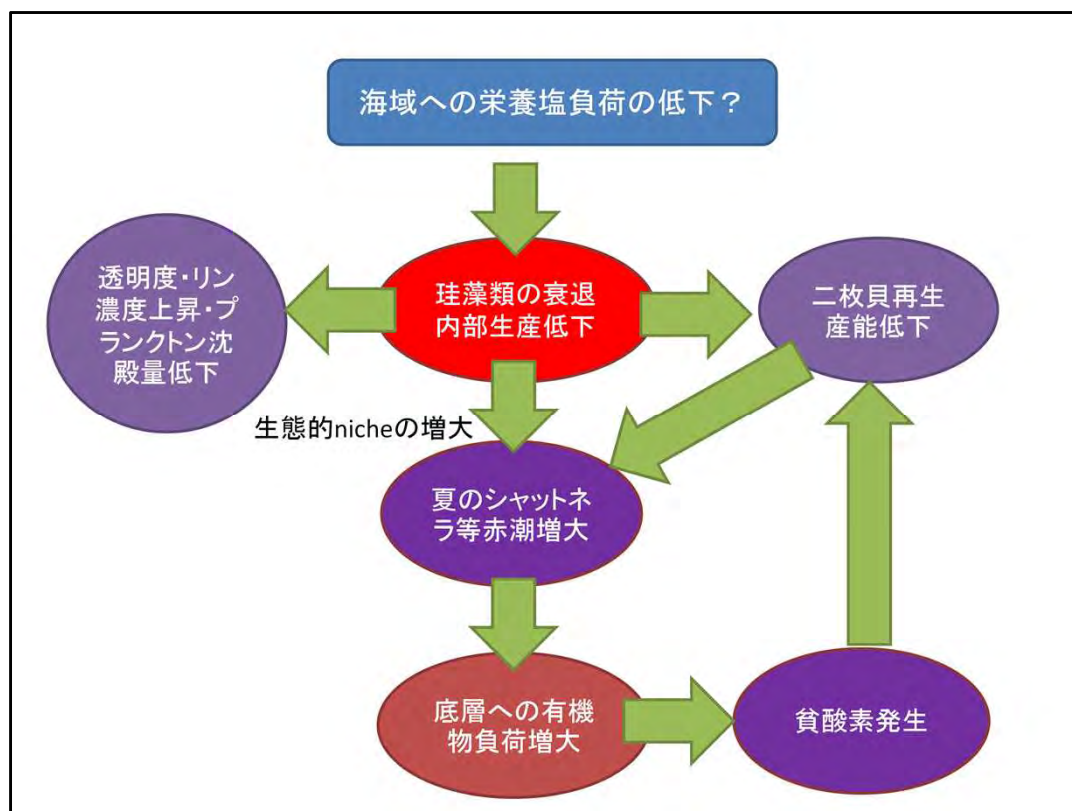 海域への栄養塩負荷の低下？
透明度・リン
濃度上昇・プ
ランクトン沈
殿量低下
珪藻類の衰退
内部生産低下
二枚貝再生
産能低下
生態的nicheの増大
夏のシャットネ
ラ等赤潮増大
底層への有機
物負荷増大
貧酸素発生